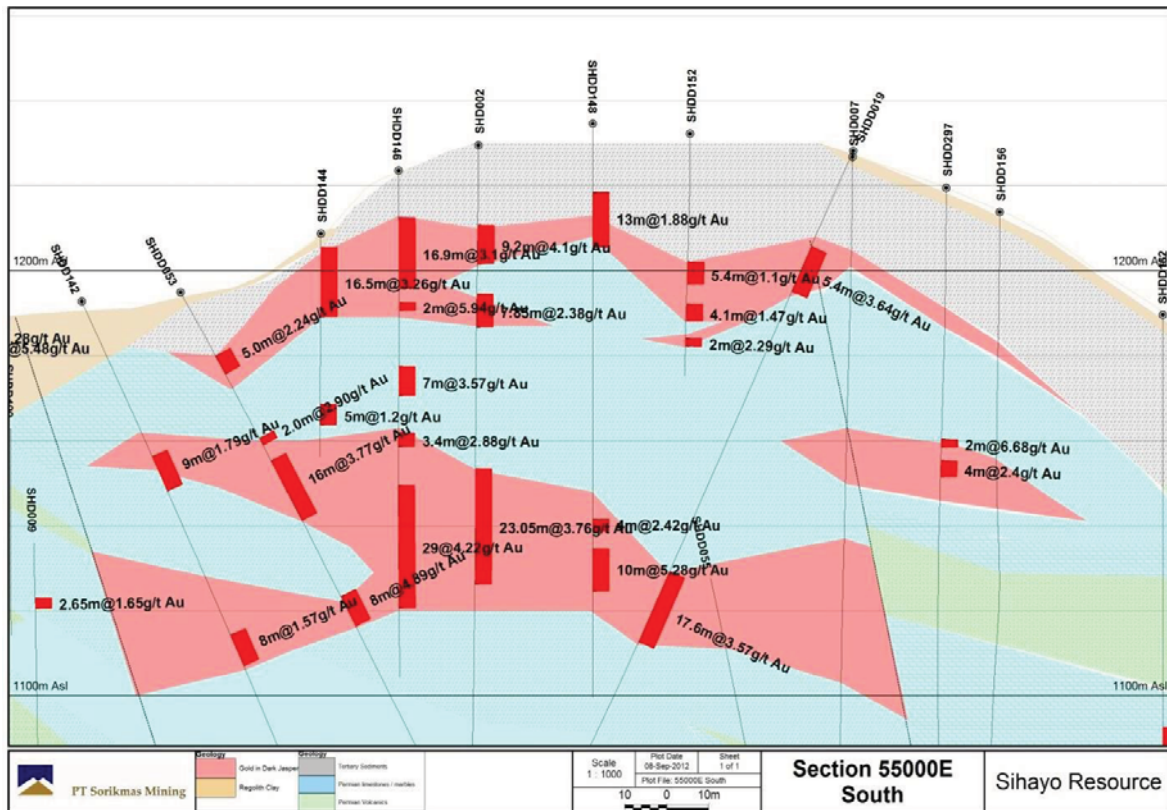 SHDD142
SHDD053
SHDD144
SHDD146
SHD002
SHDD148
SHDD152
SHD007
SHDD019
SHDD297
SHDD156
SHDD162
13m@1.88g/t Au
9.2m@4.1g/t Au
16.9m@3.1g/t Au
1200m Asl
1200m Asl
16.5m@3.26g/t Au
5.4m@1.1g/t Au
5.4m@3.64g/t Au
2m@5.94g/t Au
7.85m@2.38g/t Au
4.1m@1.47g/t Au
28g/t Au
@5.48g/t Au
5.0m@2.24g/t Au
2m@2.29g/t Au
7m@3.57g/t Au
2.0m@2.90g/t Au
5m@1.2g/t Au
9m@1.79g/t Au
16m@3.77g/t Au
3.4m@2.88g/t Au
2m@6.68g/t Au
4m@2.4g/t Au
SHD009
23.05m@3.76g/t Au
4m@2.42g/t Au
29@4.22g/t Au
10m@5.28g/t Au
2.65m@1.65g/t Au
8m@1.57g/t Au
8m@4.89g/t Au
17.6m@3.57g/t Au
1100m Asl
1100m Asl
PT Sorikmas Mining
Geology
Gold in Dark Jasper
Regolith Clay
Geology
Tertiary Sediments
Permian limestones / marbles
Permian Volcanics
Scale
1 : 1000
Plot Date
08-Sep-2012
Sheet
1 of 1
Plot File: 55000E South
10 0 10m
Section 55000E
South
Sihayo Resource